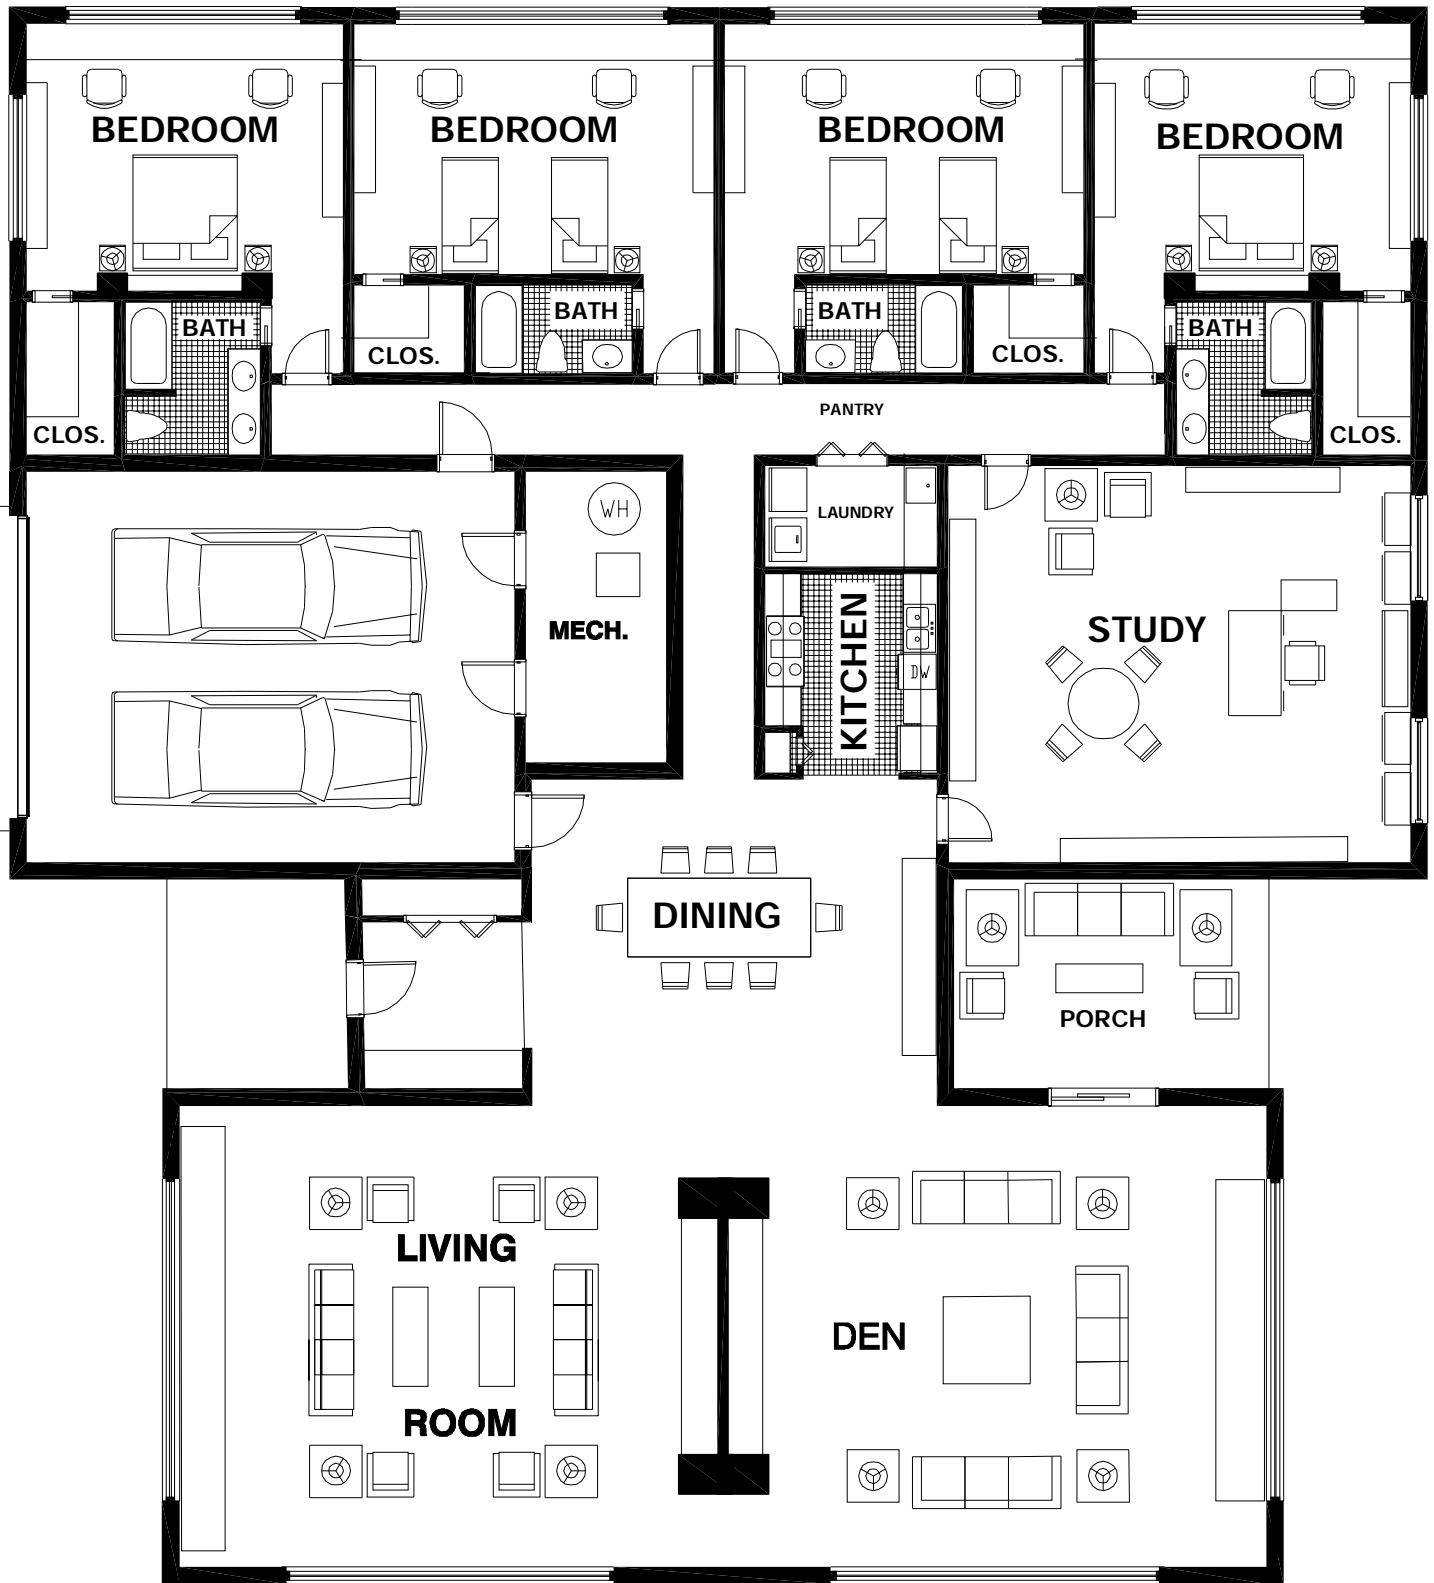 BEDROOM
BEDROOM
BEDROOM
BEDROOM
BATH
BATH
BATH
BATH
CLOS.
CLOS.
PANTRY
CLOS.
CLOS.
WH
LAUNDRY
MECH.
KITCHEN
STUDY
DW
DINING
PORCH
LIVING
ROOM
DEN